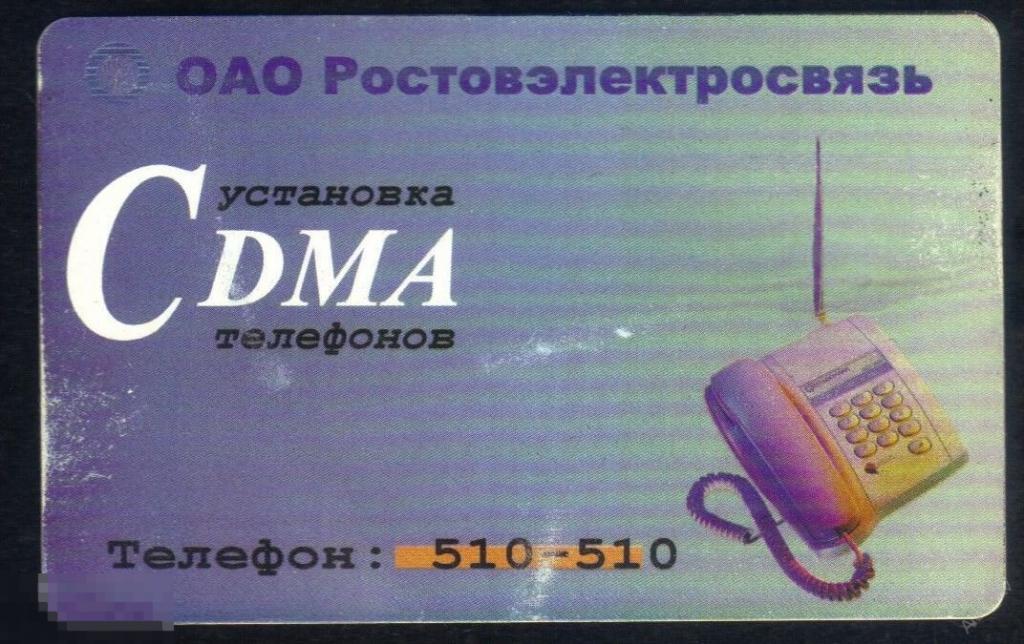 ОАО Ростовэлектросвязь
установка
CDMA
телефонов
Телефон: 510-510